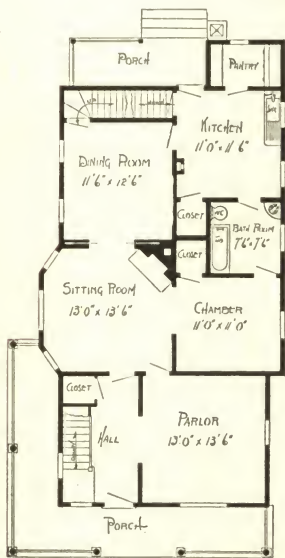 PORCH
PANTRY
KITCHEN
11'0" x 11'6"
DINING ROOM
11'6" x 12'6"
CLOSET
BATH ROOM
7'6" x 7'6"
CLOSET
SITTING ROOM
13'0" x 13'6"
CHAMBER
11'0" x 11'0"
CLOSET
HALL
PARLOR
13'0" x 13'6"
PORCH